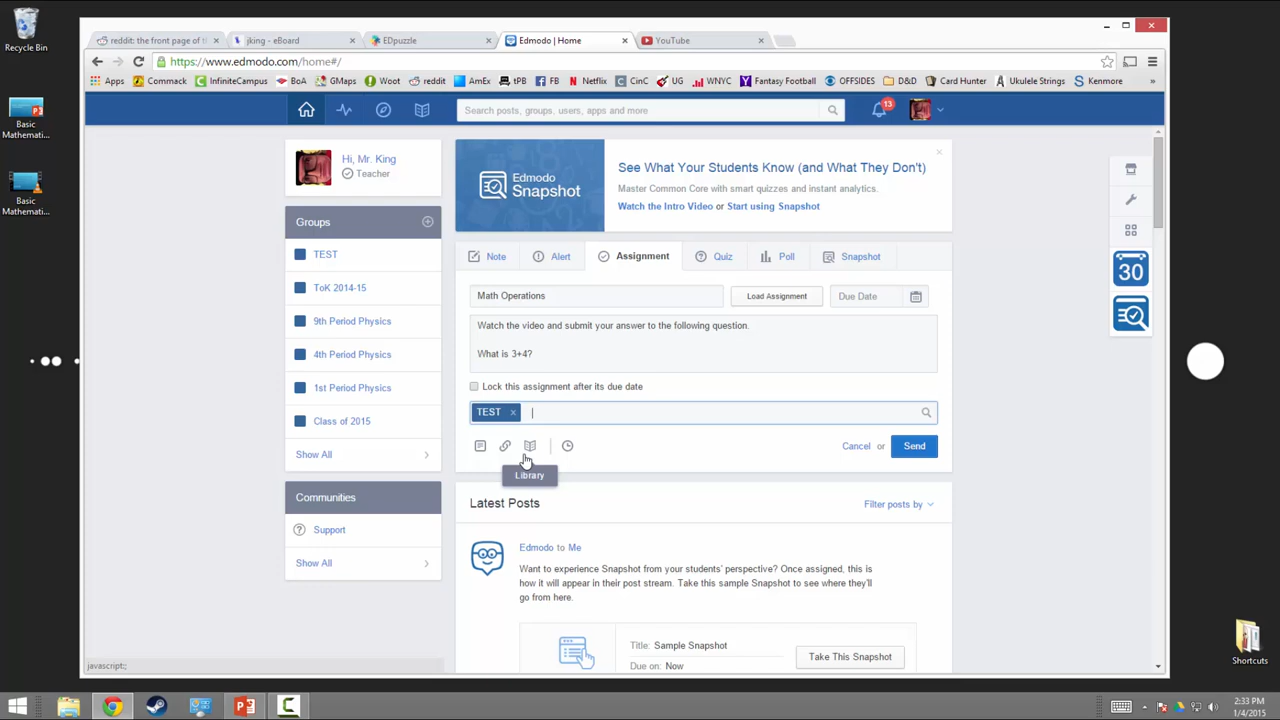 Recycle Bin
Basic
Mathemati...
Basic
Mathemati...
reddit: the front page of th
jking - eBoard
EDpuzzle
Edmodo | Home
YouTube
https://www.edmodo.com/home#/
Apps
Commack
InfiniteCampus
BoA
GMaps
Woot
reddit
AmEx
tPB
FB
Netflix
CinC
UG
WNYC
Fantasy Football
OFFSIDES
D&D
Card Hunter
Ukulele Strings
Kenmore
»
Search posts, groups, users, apps and more
13
Hi, Mr. King
Teacher
Groups
TEST
ToK 2014-15
9th Period Physics
4th Period Physics
1st Period Physics
Class of 2015
Show All
Communities
Support
Show All
Edmodo
Snapshot
See What Your Students Know (and What They Don't)
Master Common Core with smart quizzes and instant analytics.
Watch the Intro Video or Start using Snapshot
Note
Alert
Assignment
Quiz
Poll
Snapshot
Math Operations
Load Assignment
Due Date
Watch the video and submit your answer to the following question.
What is 3+4?
Lock this assignment after its due date
TEST
Cancel or Send
Library
Latest Posts
Filter posts by
Edmodo to Me
Want to experience Snapshot from your students' perspective? Once assigned, this is
how it will appear in their post stream. Take this sample Snapshot to see where they'll
go from here.
Title: Sample Snapshot
Due on: Now
Take This Snapshot
30
javascript:;
Shortcuts
2:33 PM
1/4/2015